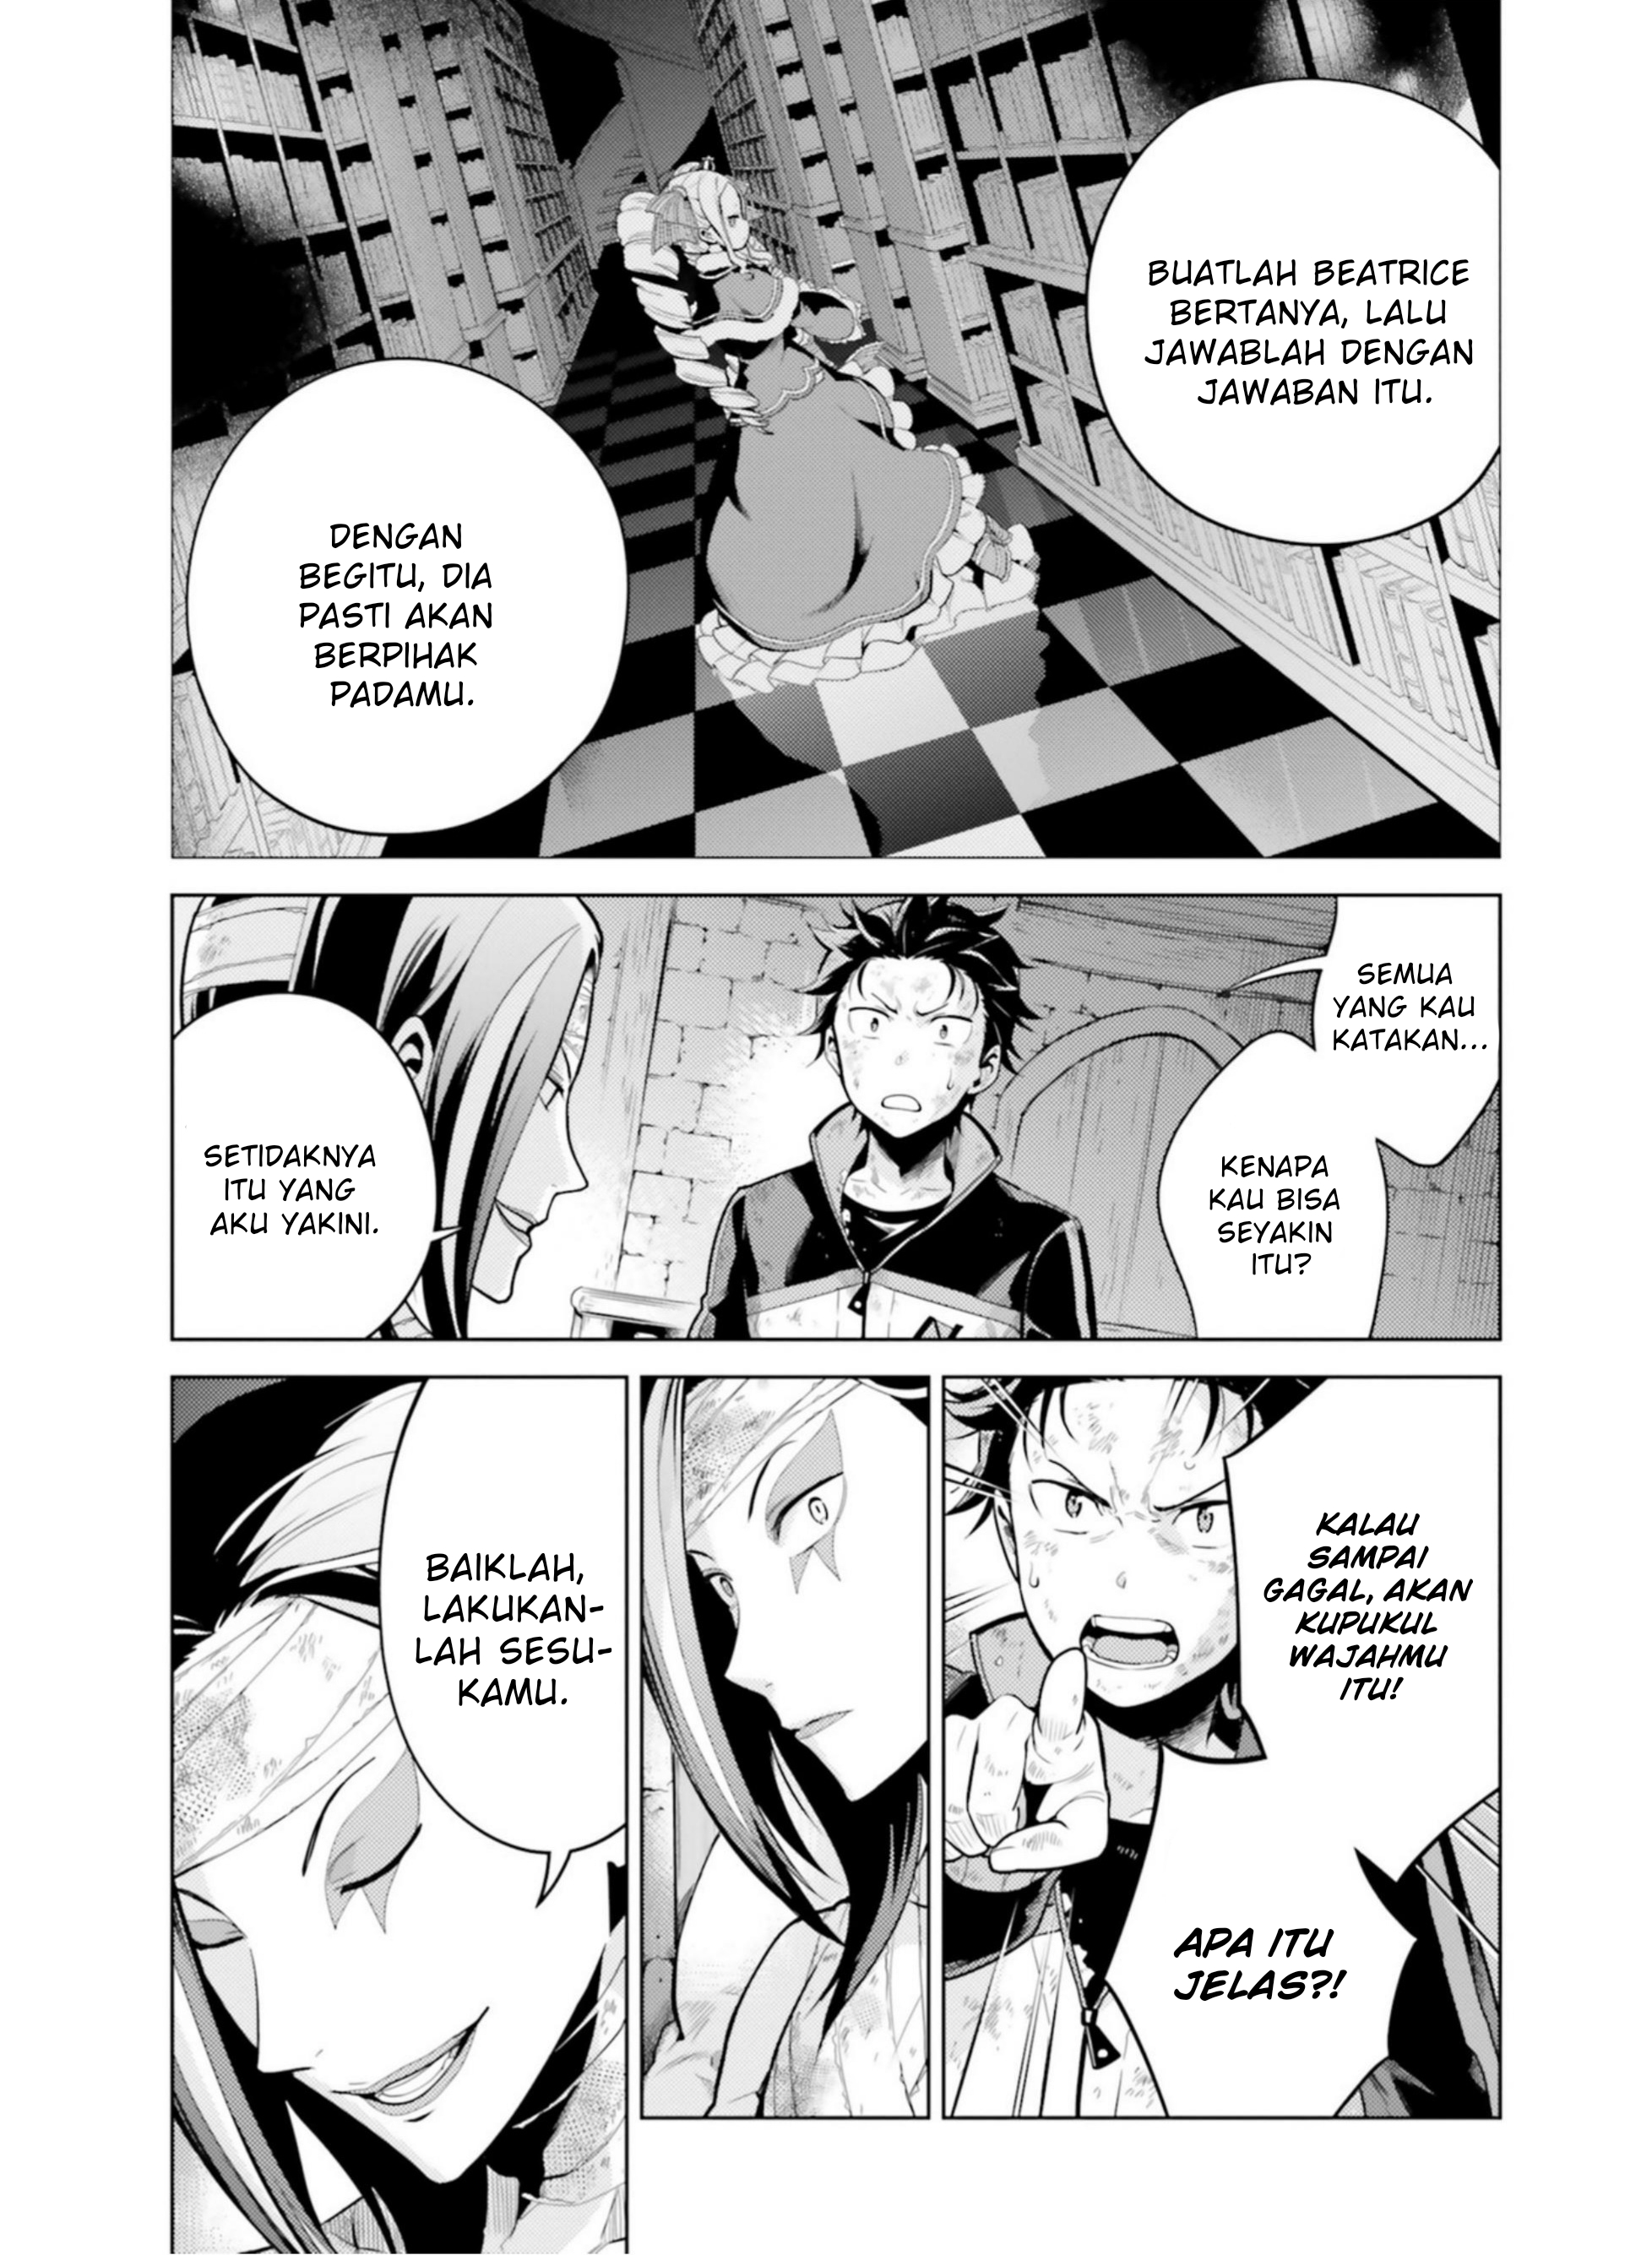 BUATLAH BEATRICE
BERTANYA, LALU
JAWABLAH DENGAN
JAWABAN ITU.
DENGAN
BEGITU, DIA
PASTI AKAN
BERPIHAK
PADAMU.
SEMUA
YANG KAU
KATAKAN...
KENAPA
KAU BISA
SEYAKIN
ITU?
SETIDAKNYA
ITU YANG
AKU YAKINI.
KALAU
SAMPAI
GAGAL, AKAN
KUPUKUL
WAJAHMU
ITU!
APA ITU
JELAS?!
BAIKLAH,
LAKUKAN-
LAH SESU-
KAMU.